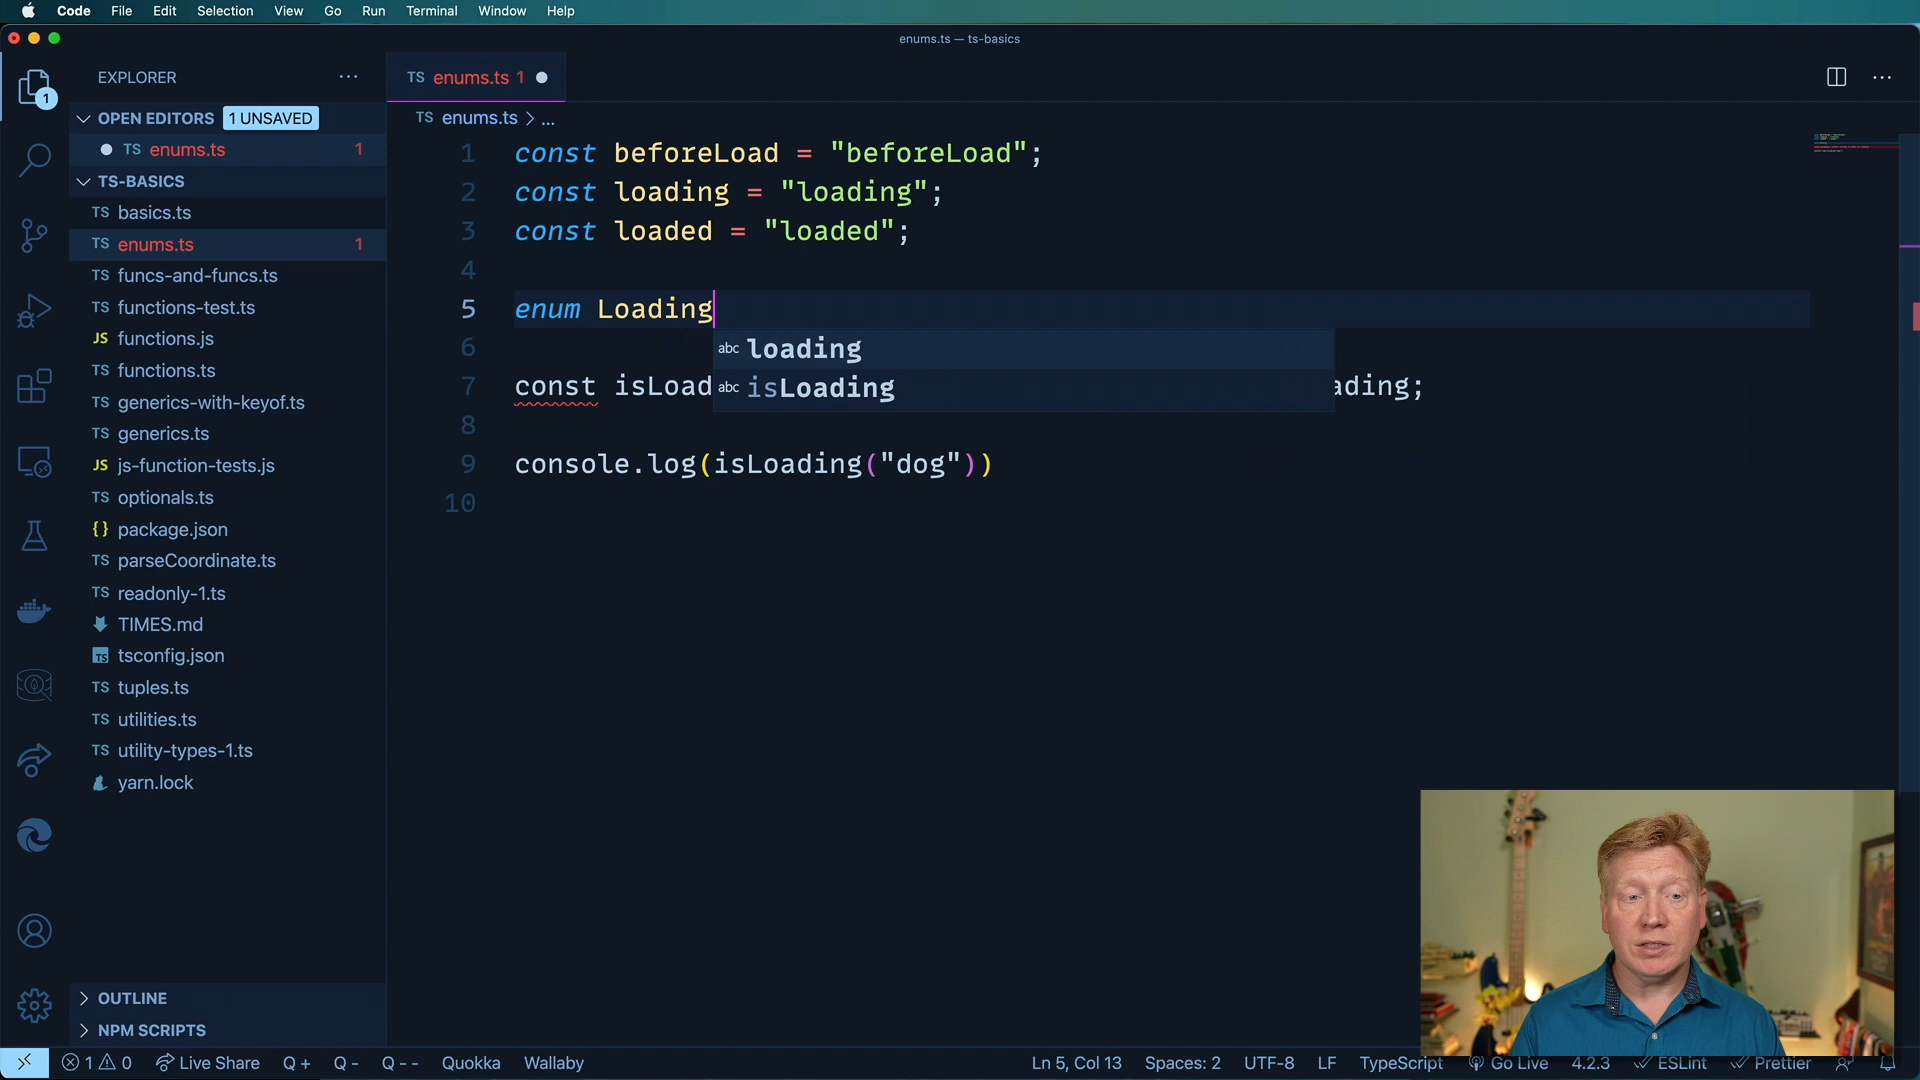 Code File Edit Selection View Go Run Terminal Window Help
enums.ts — ts-basics
EXPLORER
TS enums.ts 1
OPEN EDITORS 1 UNSAVED
TS enums.ts > ...
TS enums.ts 1
TS-BASICS
TS basics.ts
TS enums.ts 1
TS funcs-and-funcs.ts
TS functions-test.ts
JS functions.js
TS functions.ts
TS generics-with-keyof.ts
TS generics.ts
JS js-function-tests.js
TS optionals.ts
{} package.json
TS parseCoordinate.ts
TS readonly-1.ts
TIMES.md
TS tsconfig.json
TS tuples.ts
TS utilities.ts
TS utility-types-1.ts
yarn.lock
OUTLINE
NPM SCRIPTS
1
1 const beforeLoad = "beforeLoad";
2 const loading = "loading";
3 const loaded = "loaded";
4
5 enum Loading
6
abc loading
7 const isLoad
abc isLoading
ading;
8
9 console.log(isLoading("dog"))
10
1 0 Live Share Q + Q - Q - - Quokka Wallaby Ln 5, Col 13 Spaces: 2 UTF-8 LF TypeScript Go Live 4.2.3 ESLint Prettier